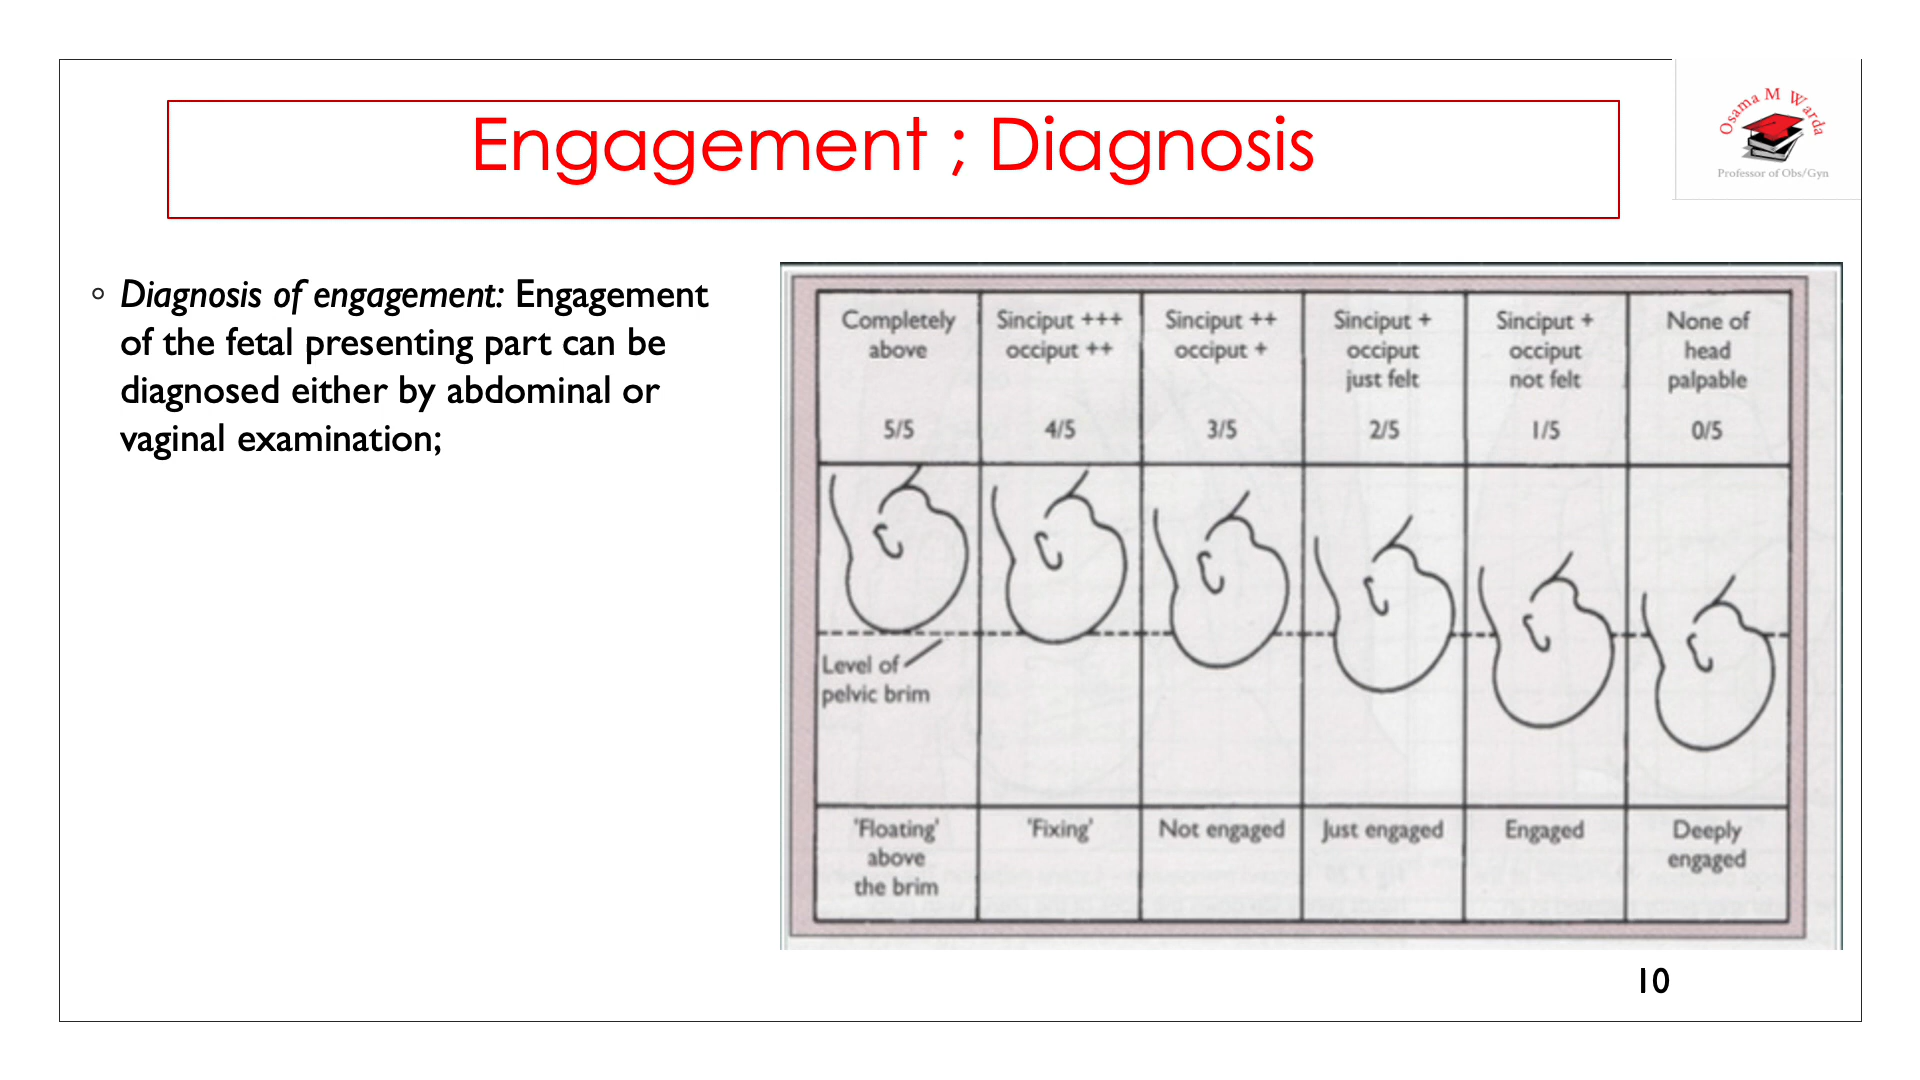 Engagement ; Diagnosis
Osama M Warda
Professor of Obs/Gyn
Diagnosis of engagement: Engagement
of the fetal presenting part can be
diagnosed either by abdominal or
vaginal examination;
Completely
above
5/5
Sinciput +++
occiput ++
4/5
Sinciput ++
occiput +
3/5
Sinciput +
occiput
just felt
2/5
Sinciput +
occiput
not felt
1/5
None of
head
palpable
0/5
Level of
pelvic brim
'Floating'
above
the brim
'Fixing'
Not engaged
Just engaged
Engaged
Deeply
engaged
10